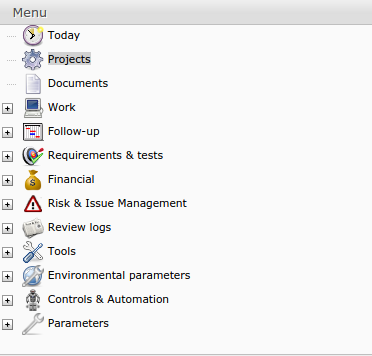 Menu
Today
Projects
Documents
Work
Follow-up
Requirements & tests
Financial
Risk & Issue Management
Review logs
Tools
Environmental parameters
Controls & Automation
Parameters